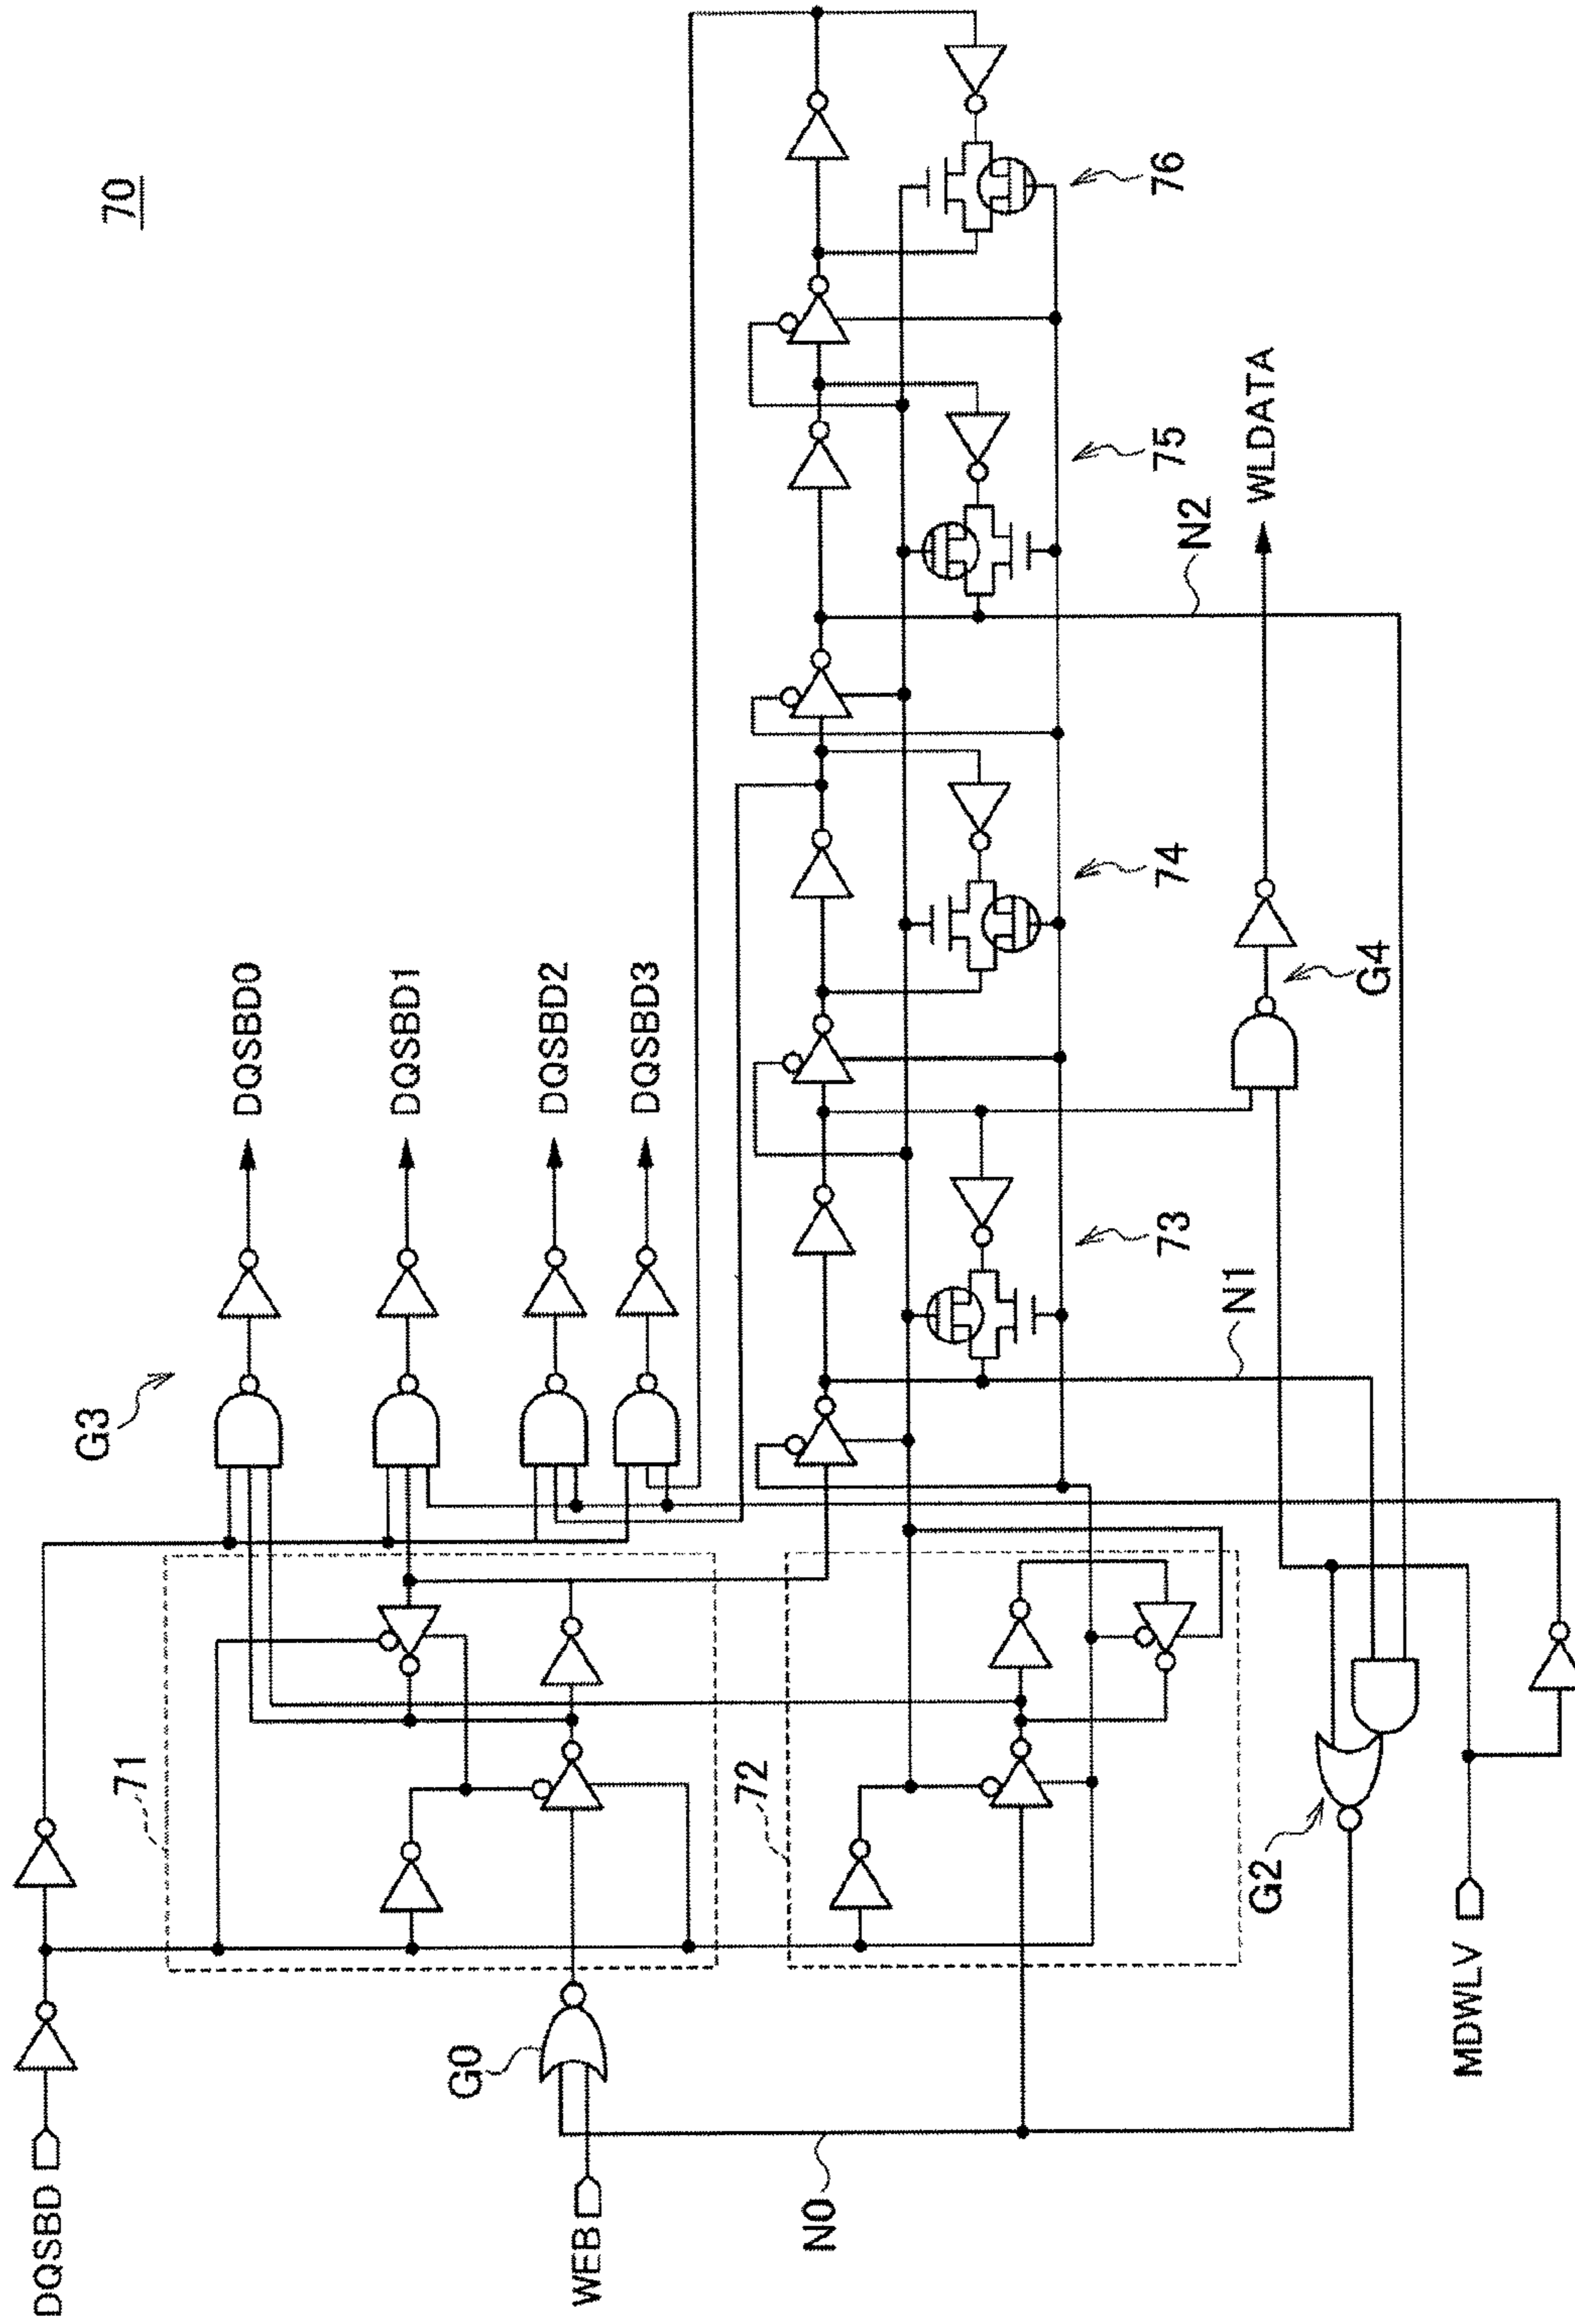 70
DQSBD
WEB
N0
MDWLV
G0
G2
71
72
G3
DQSBD0
DQSBD1
DQSBD2
DQSBD3
N1
73
G4
74
N2
WLDATA
75
76